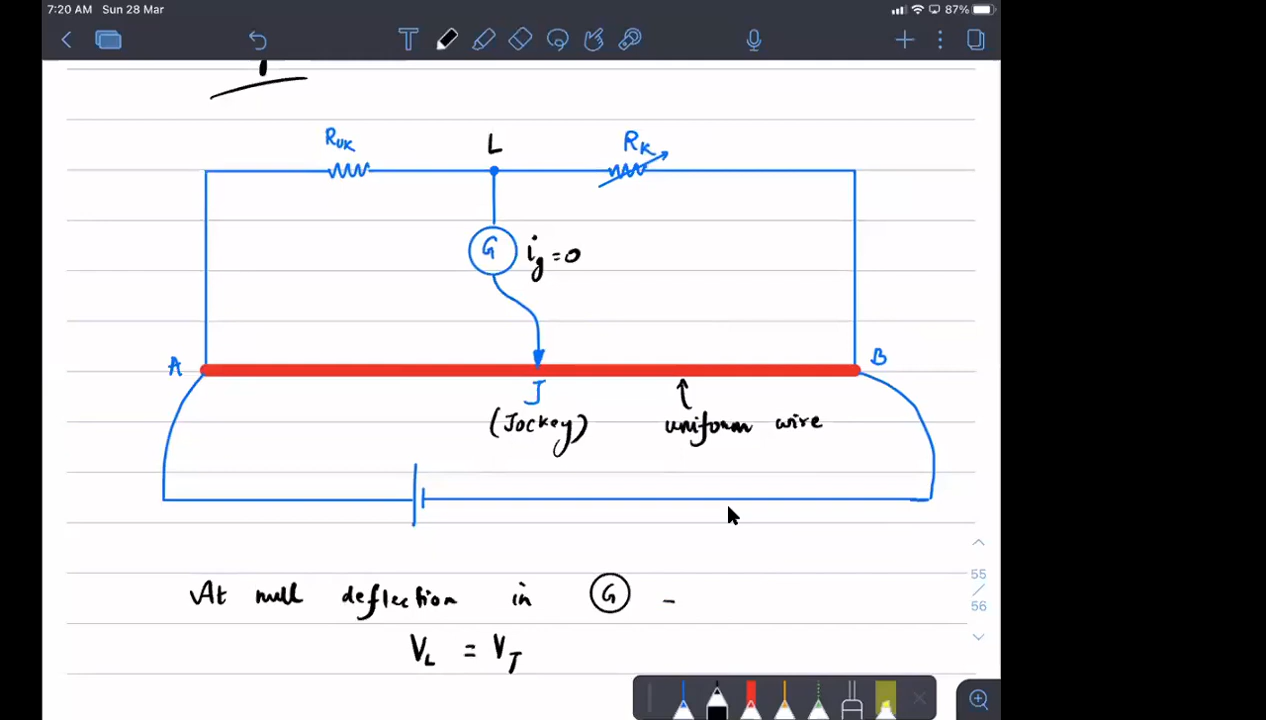 7:20 AM Sun 28 Mar
87%
T
R_UK
L
R_K
G
i_g = 0
A
B
J
(Jockey)
uniform wire
At null deflection in G -
V_L = V_J
55
/
56